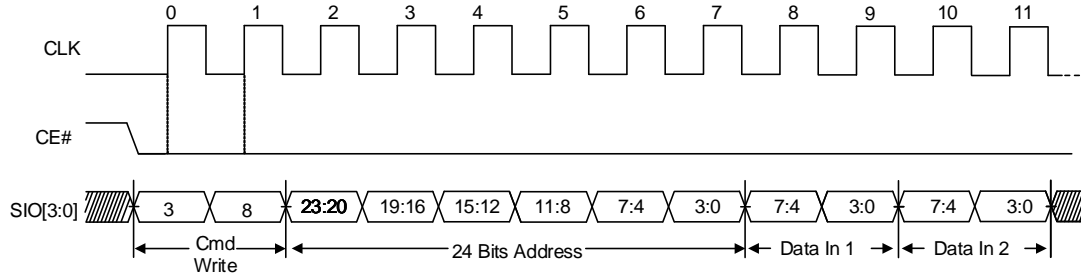 0 1 2 3 4 5 6 7 8 9 10 11
CLK
CE#
SIO[3:0] 3 8 23:20 19:16 15:12 11:8 7:4 3:0 7:4 3:0 7:4 3:0
Cmd 24 Bits Address Data In 1 Data In 2
Write